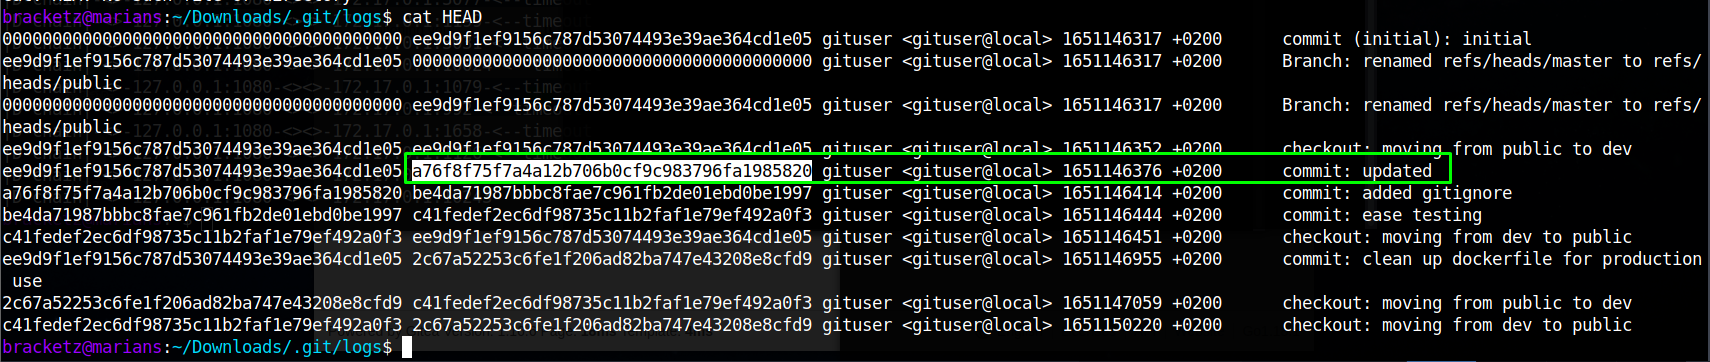 bracketz@marians:~/Downloads/.git/logs$ cat HEAD
0000000000000000000000000000000000000000 ee9d9f1ef9156c787d53074493e39ae364cd1e05 gituser <gituser@local> 1651146317 +0200 commit (initial): initial
ee9d9f1ef9156c787d53074493e39ae364cd1e05 0000000000000000000000000000000000000000 gituser <gituser@local> 1651146317 +0200 Branch: renamed refs/heads/master to refs/
heads/public
0000000000000000000000000000000000000000 ee9d9f1ef9156c787d53074493e39ae364cd1e05 gituser <gituser@local> 1651146317 +0200 Branch: renamed refs/heads/master to refs/
heads/public
ee9d9f1ef9156c787d53074493e39ae364cd1e05 ee9d9f1ef9156c787d53074493e39ae364cd1e05 gituser <gituser@local> 1651146352 +0200 checkout: moving from public to dev
ee9d9f1ef9156c787d53074493e39ae364cd1e05 a76f8f75f7a4a12b706b0cf9c983796fa1985820 gituser <gituser@local> 1651146376 +0200 commit: updated
a76f8f75f7a4a12b706b0cf9c983796fa1985820 be4da71987bbbc8fae7c961fb2de01ebd0be1997 gituser <gituser@local> 1651146414 +0200 commit: added gitignore
be4da71987bbbc8fae7c961fb2de01ebd0be1997 c41fedef2ec6df98735c11b2faf1e79ef492a0f3 gituser <gituser@local> 1651146444 +0200 commit: ease testing
c41fedef2ec6df98735c11b2faf1e79ef492a0f3 ee9d9f1ef9156c787d53074493e39ae364cd1e05 gituser <gituser@local> 1651146451 +0200 checkout: moving from dev to public
ee9d9f1ef9156c787d53074493e39ae364cd1e05 2c67a52253c6fe1f206ad82ba747e43208e8cfd9 gituser <gituser@local> 1651146955 +0200 commit: clean up dockerfile for production
use
2c67a52253c6fe1f206ad82ba747e43208e8cfd9 c41fedef2ec6df98735c11b2faf1e79ef492a0f3 gituser <gituser@local> 1651147059 +0200 checkout: moving from public to dev
c41fedef2ec6df98735c11b2faf1e79ef492a0f3 2c67a52253c6fe1f206ad82ba747e43208e8cfd9 gituser <gituser@local> 1651150220 +0200 checkout: moving from dev to public
bracketz@marians:~/Downloads/.git/logs$